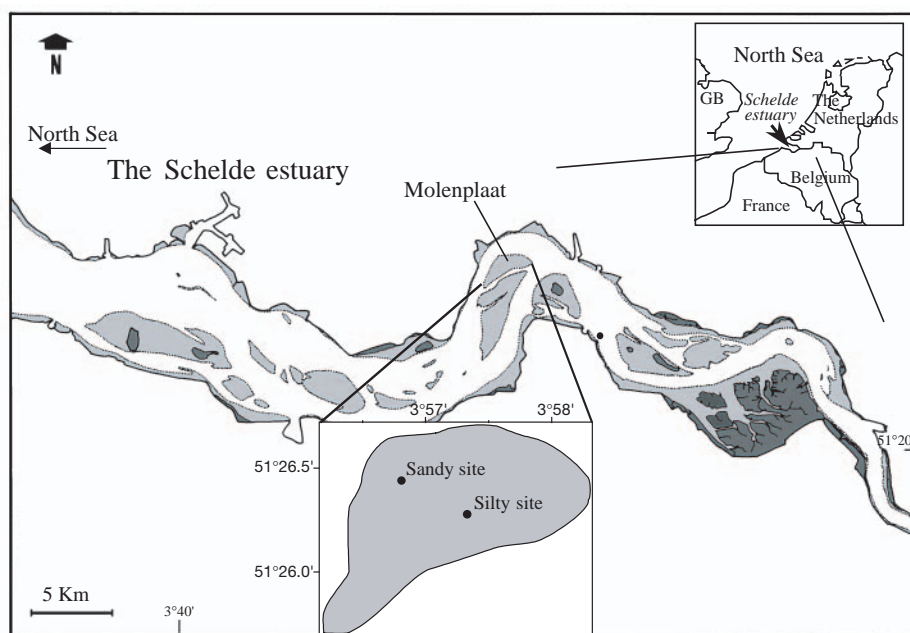 N
North Sea
The Schelde estuary
Molenplaat
North Sea
GB
Schelde
estuary
The
Netherlands
Belgium
France
3°57'
3°58'
51°20'
51°26.5'
Sandy site
Silty site
51°26.0'
5 Km
3°40'